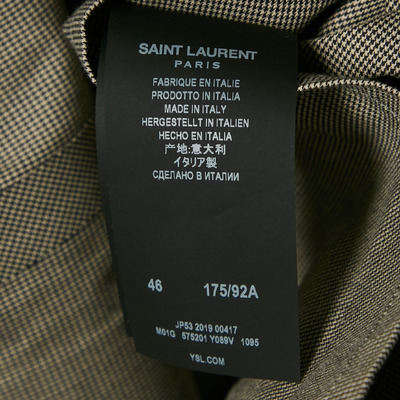 SAINT LAURENT
PARIS
FABRIQUE EN ITALIE
PRODOTTO IN ITALIA
MADE IN ITALY
HERGESTELLT IN ITALIEN
HECHO EN ITALIA
产地:意大利
イタリア製
СДЕЛАНО В ИТАЛИИ
46 175/92A
JP53 2019 00417
M01G 575201 Y089V 1095
YSL.COM